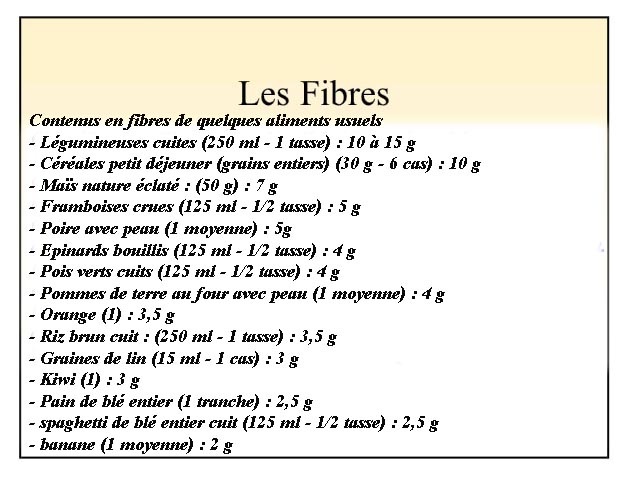 Les Fibres
Contenus en fibres de quelques aliments usuels
- Légumineuses cuites (250 ml - 1 tasse) : 10 à 15 g
- Céréales petit déjeuner (grains entiers) (30 g - 6 cas) : 10 g
- Maïs nature éclaté : (50 g) : 7 g
- Framboises crues (125 ml - 1/2 tasse) : 5 g
- Poire avec peau (1 moyenne) : 5g
- Epinards bouillis (125 ml - 1/2 tasse) : 4 g
- Pois verts cuits (125 ml - 1/2 tasse) : 4 g
- Pommes de terre au four avec peau (1 moyenne) : 4 g
- Orange (1) : 3,5 g
- Riz brun cuit : (250 ml - 1 tasse) : 3,5 g
- Graines de lin (15 ml - 1 cas) : 3 g
- Kiwi (1) : 3 g
- Pain de blé entier (1 tranche) : 2,5 g
- spaghetti de blé entier cuit (125 ml - 1/2 tasse) : 2,5 g
- banane (1 moyenne) : 2 g